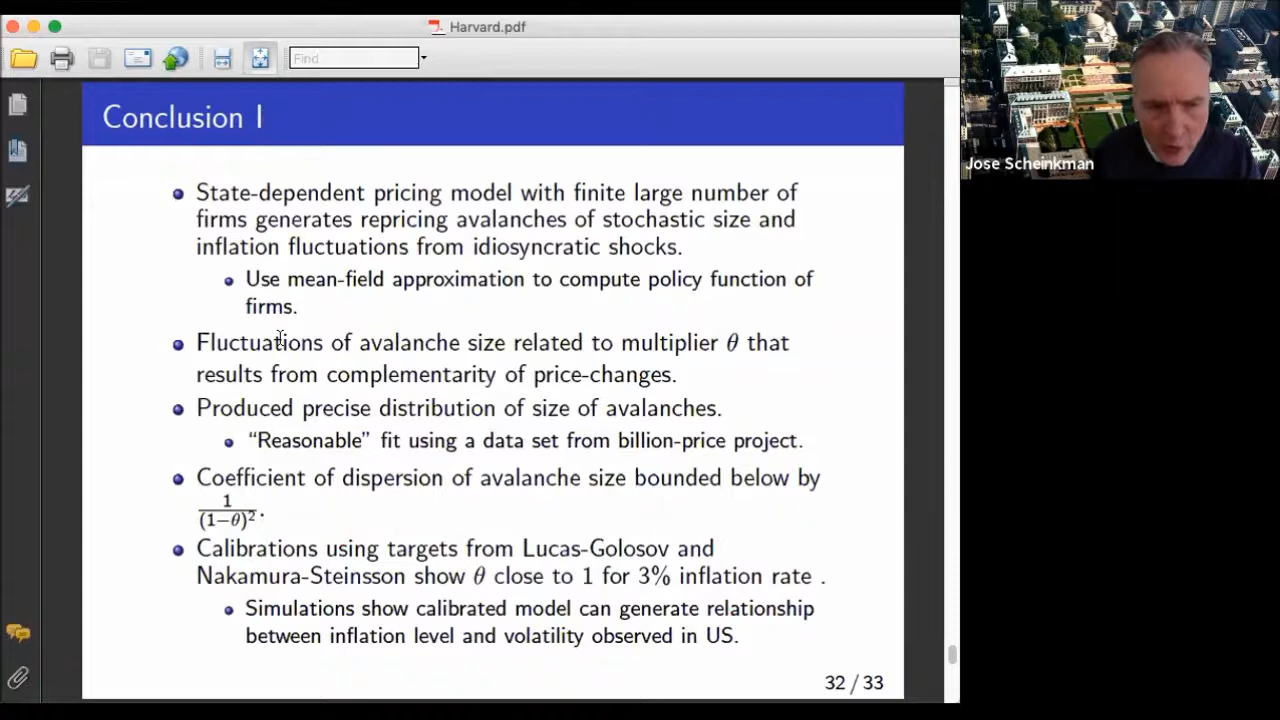 Harvard.pdf
Find
Jose Scheinkman
Conclusion I
State-dependent pricing model with finite large number of
firms generates repricing avalanches of stochastic size and
inflation fluctuations from idiosyncratic shocks.
Use mean-field approximation to compute policy function of
firms.
Fluctuations of avalanche size related to multiplier θ that
results from complementarity of price-changes.
Produced precise distribution of size of avalanches.
“Reasonable” fit using a data set from billion-price project.
Coefficient of dispersion of avalanche size bounded below by
1/(1−θ)².
Calibrations using targets from Lucas-Golosov and
Nakamura-Steinsson show θ close to 1 for 3% inflation rate .
Simulations show calibrated model can generate relationship
between inflation level and volatility observed in US.
32 / 33